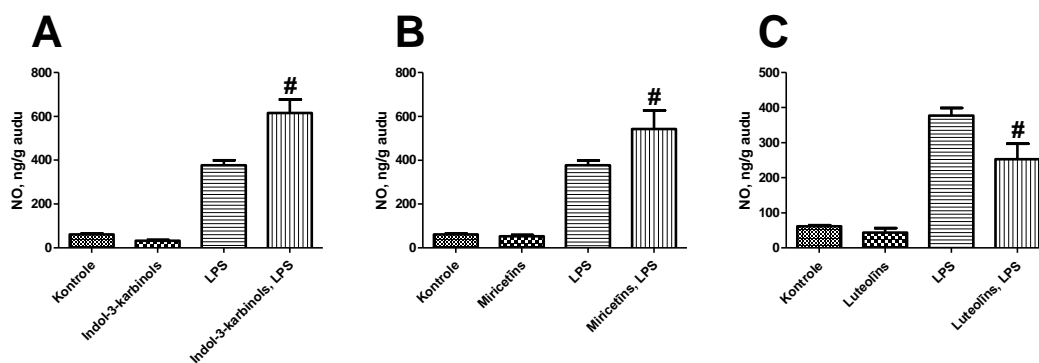 A
NO, ng/g audu
800
600
400
200
0
#
Kontrole
Indol-3-karbinols
LPS
Indol-3-karbinols, LPS
B
NO, ng/g audu
800
600
400
200
0
#
Kontrole
Miricetīns
LPS
Miricetīns, LPS
C
NO, ng/g audu
500
400
300
200
100
0
#
Kontrole
Luteolīns
LPS
Luteolīns, LPS